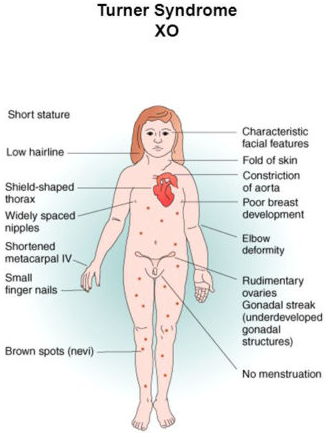 Turner Syndrome
XO
Short stature
Low hairline
Shield-shaped
thorax
Widely spaced
nipples
Shortened
metacarpal IV
Small
finger nails
Brown spots (nevi)
Characteristic
facial features
Fold of skin
Constriction
of aorta
Poor breast
development
Elbow
deformity
Rudimentary
ovaries
Gonadal streak
(underdeveloped
gonadal
structures)
No menstruation